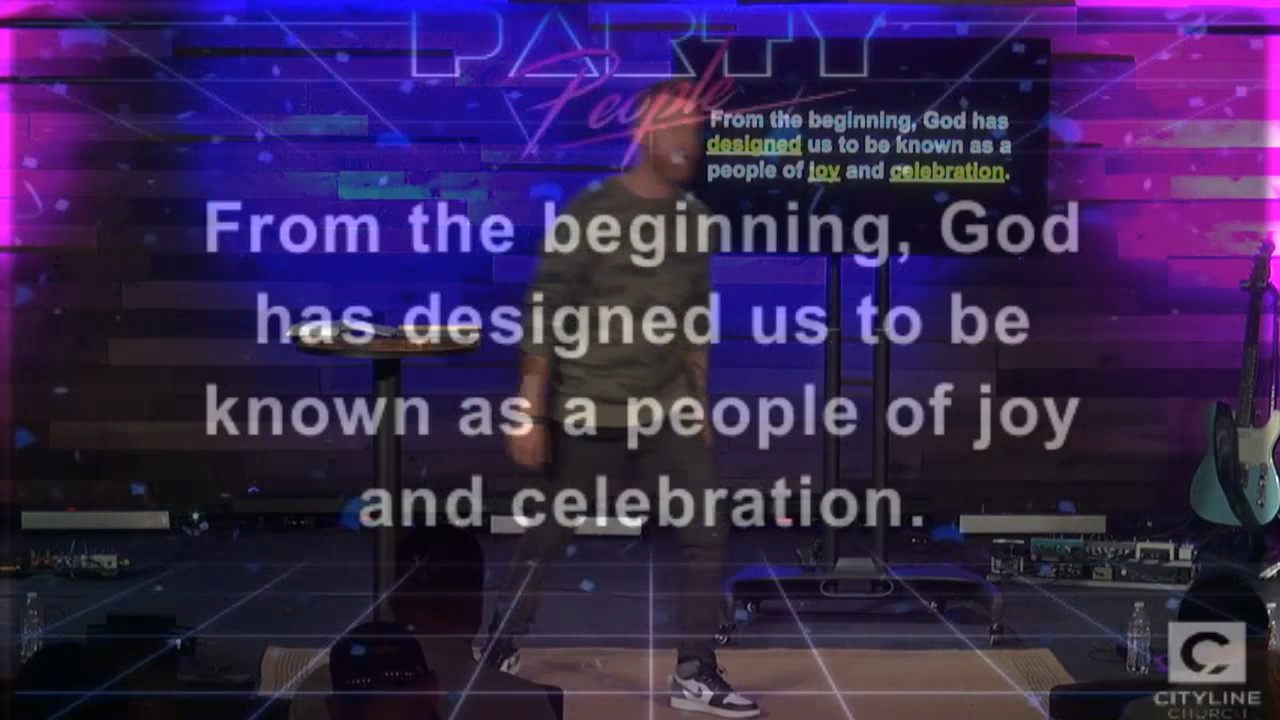 PARTY
People
From the beginning, God has
designed us to be known as a
people of joy and celebration.
From the beginning, God
has designed us to be
known as a people of joy
and celebration.
C
CITYLINE
CHURCH